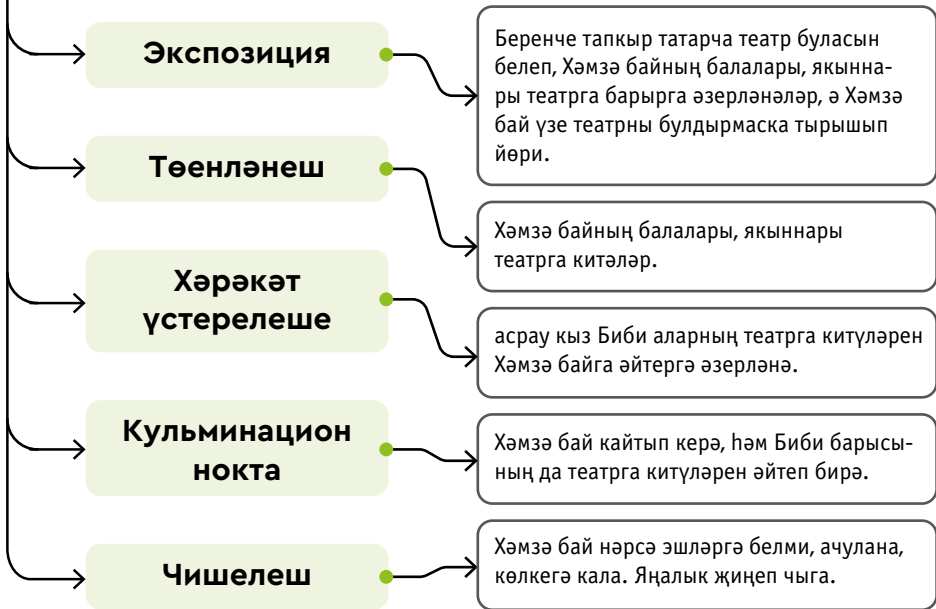 Экспозиция
Беренче тапкыр татарча театр буласын
белеп, Хәмзә байның балалары, якынна-
ры театрга барырга әзерләнәләр, ә Хәмзә
бай үзе театрны булдырмаска тырышып
йөри.
Төенләнеш
Хәмзә байның балалары, якыннары
театрга китәләр.
Хәрәкәт
үстерелеше
асрау кыз Биби аларның театрга китүләрен
Хәмзә байга әйтергә әзерләнә.
Кульминацион
нокта
Хәмзә бай кайтып керә, һәм Биби барысы-
ның да театрга китүләрен әйтеп бирә.
Чишелеш
Хәмзә бай нәрсә эшләргә белми, ачулана,
көлкегә кала. Яңалык җиңеп чыга.